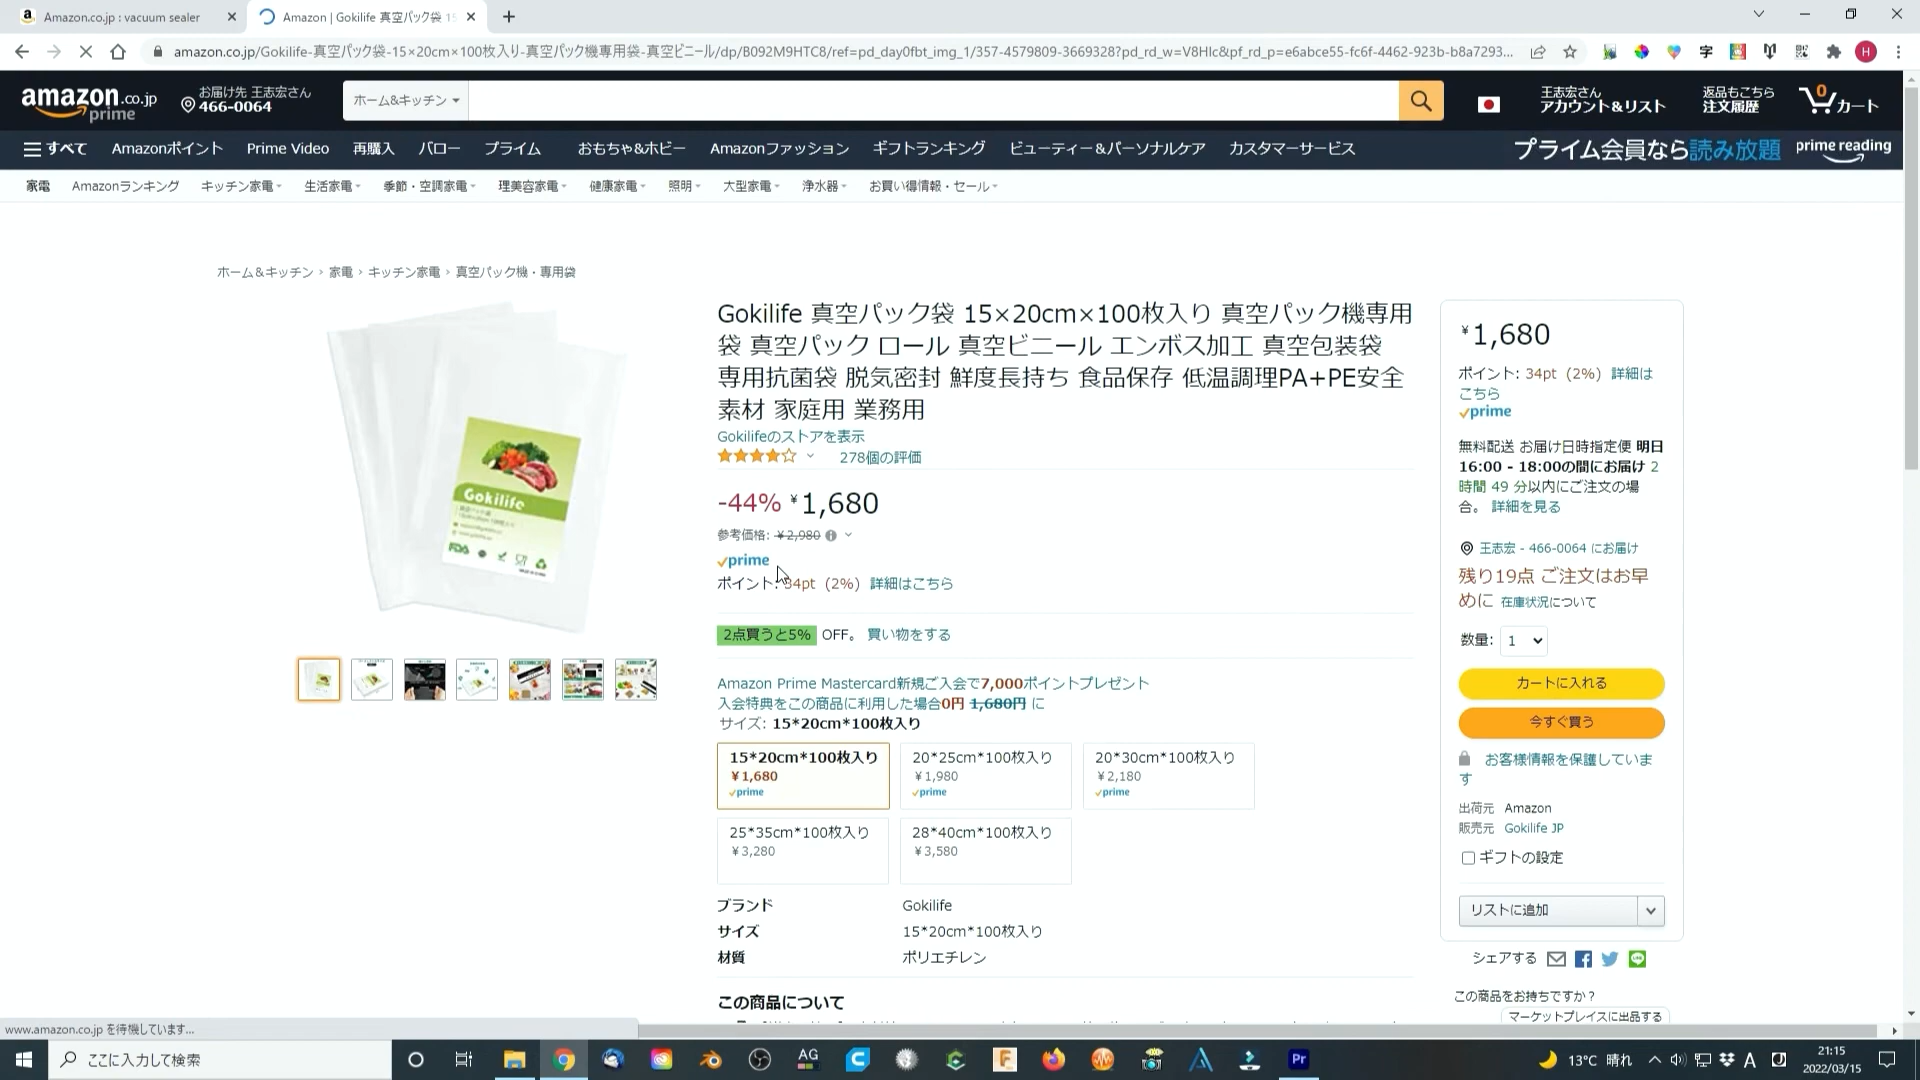 Amazon.co.jp : vacuum sealer
Amazon | Gokilife 真空パック袋 15
amazon.co.jp/Gokilife-真空パック袋-15×20cm×100枚入り-真空パック機専用袋-真空ビニール/dp/B092M9HTC8/ref=pd_day0fbt_img_1/357-4579809-3669328?pd_rd_w=V8Hlc&pf_rd_p=e6abce55-fc6f-4462-923b-b8a7293...
H
amazon.co.jp
prime
お届け先 王志宏さん
466-0064
ホーム&キッチン
王志宏さん
アカウント&リスト
返品もこちら
注文履歴
0
カート
すべて Amazonポイント Prime Video 再購入 バロー プライム おもちゃ&ホビー Amazonファッション ギフトランキング ビューティー&パーソナルケア カスタマーサービス
プライム会員なら読み放題 prime reading
家電 Amazonランキング キッチン家電 生活家電 季節・空調家電 理美容家電 健康家電 照明 大型家電 浄水器 お買い得情報・セール
ホーム&キッチン › 家電 › キッチン家電 › 真空パック機・専用袋
Gokilife
FDA
Gokilife 真空パック袋 15×20cm×100枚入り 真空パック機専用
袋 真空パック ロール 真空ビニール エンボス加工 真空包装袋
専用抗菌袋 脱気密封 鮮度長持ち 食品保存 低温調理PA+PE安全
素材 家庭用 業務用
Gokilifeのストアを表示
278個の評価
-44% ¥1,680
参考価格: ¥2,980
prime
ポイント: 34pt (2%) 詳細はこちら
2点買うと5% OFF。 買い物をする
Amazon Prime Mastercard新規ご入会で7,000ポイントプレゼント
入会特典をこの商品に利用した場合0円 1,680円 に
サイズ: 15*20cm*100枚入り
15*20cm*100枚入り
¥1,680
prime
20*25cm*100枚入り
¥1,980
prime
20*30cm*100枚入り
¥2,180
prime
25*35cm*100枚入り
¥3,280
28*40cm*100枚入り
¥3,580
ブランド Gokilife
サイズ 15*20cm*100枚入り
材質 ポリエチレン
この商品について
¥1,680
ポイント: 34pt (2%) 詳細は
こちら
prime
無料配送 お届け日時指定便 明日
16:00 - 18:00の間にお届け 2
時間 49 分以内にご注文の場
合。 詳細を見る
王志宏 - 466-0064 にお届け
残り19点 ご注文はお早
めに 在庫状況について
数量: 1
カートに入れる
今すぐ買う
お客様情報を保護していま
す
出荷元 Amazon
販売元 Gokilife JP
ギフトの設定
リストに追加
シェアする
この商品をお持ちですか？
マーケットプレイスに出品する
www.amazon.co.jp を待機しています...
ここに入力して検索
AG
Pr
13°C 晴れ
A
21:15
2022/03/15